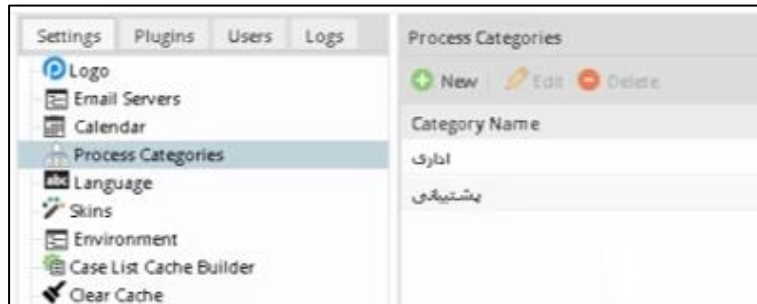 Settings Plugins Users Logs
Logo
Email Servers
Calendar
Process Categories
Language
Skins
Environment
Case List Cache Builder
Clear Cache
Process Categories
New Edit Delete
Category Name
اداری
پشتیبانی